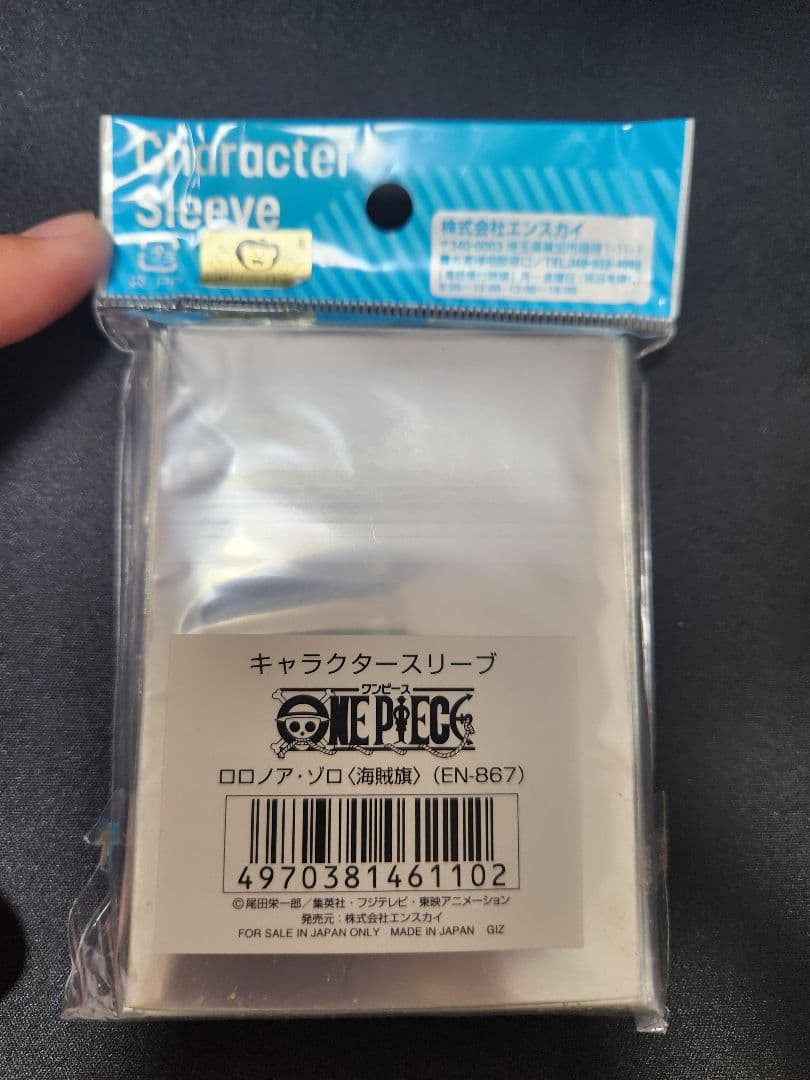 Character
Sleeve
株式会社エンスカイ
キャラクタースリーブ
ワンピース
ONE PIECE
ロロノア・ゾロ〈海賊旗〉(EN-867)
4970381461102
©尾田栄一郎/集英社・フジテレビ・東映アニメーション
発売元:株式会社エンスカイ
FOR SALE IN JAPAN ONLY MADE IN JAPAN GIZ